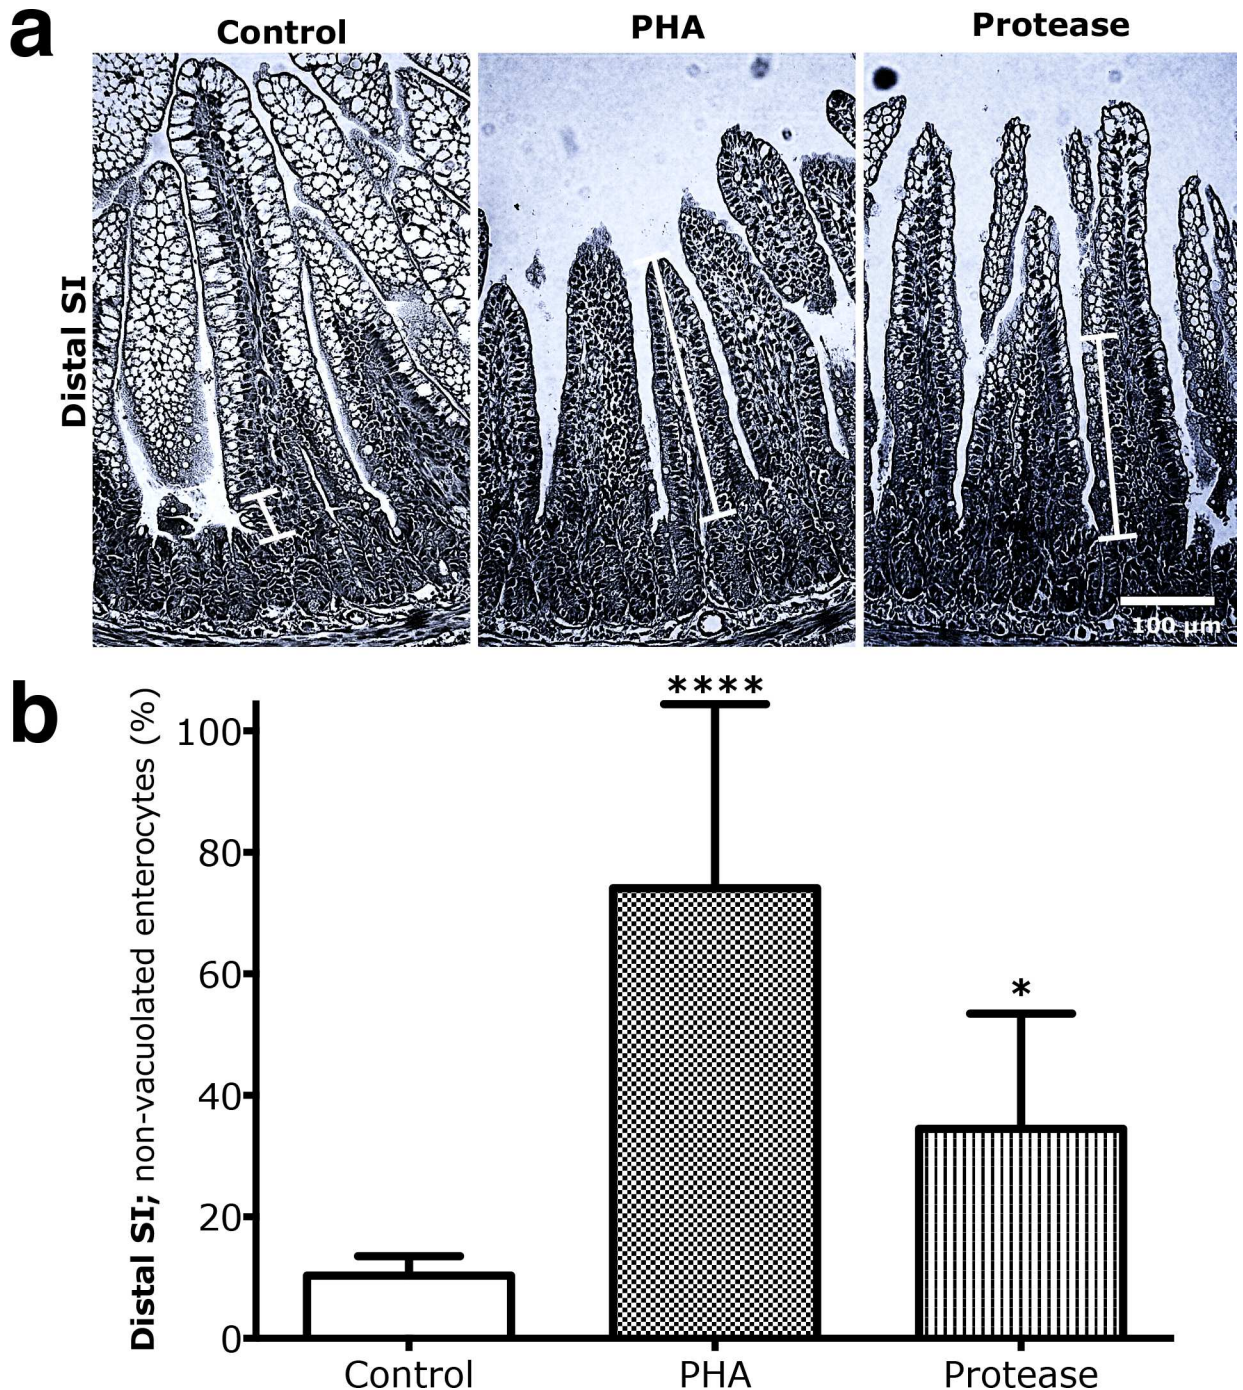 a
Control
PHA
Protease
Distal SI
100 µm
b
Distal SI; non-vacuolated enterocytes (%)
100
80
60
40
20
0
****
*
Control
PHA
Protease